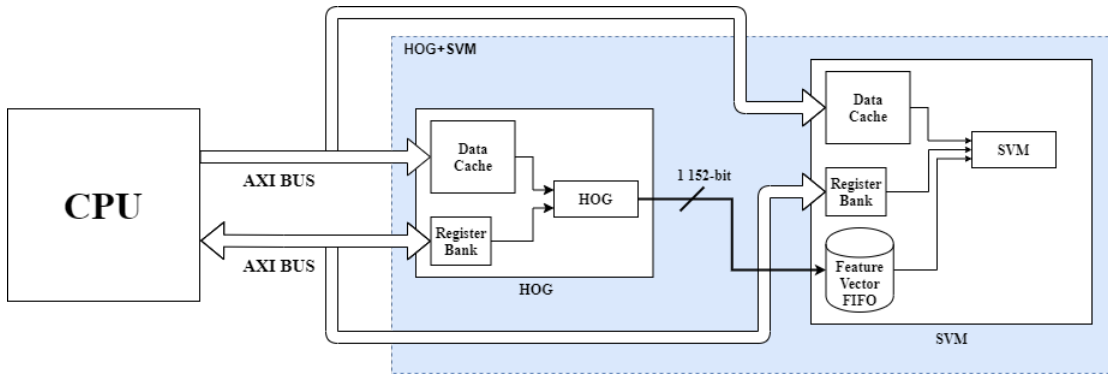 HOG+SVM
CPU
AXI BUS
AXI BUS
Data
Cache
Register
Bank
HOG
HOG
1 152-bit
Data
Cache
Register
Bank
Feature
Vector
FIFO
SVM
SVM